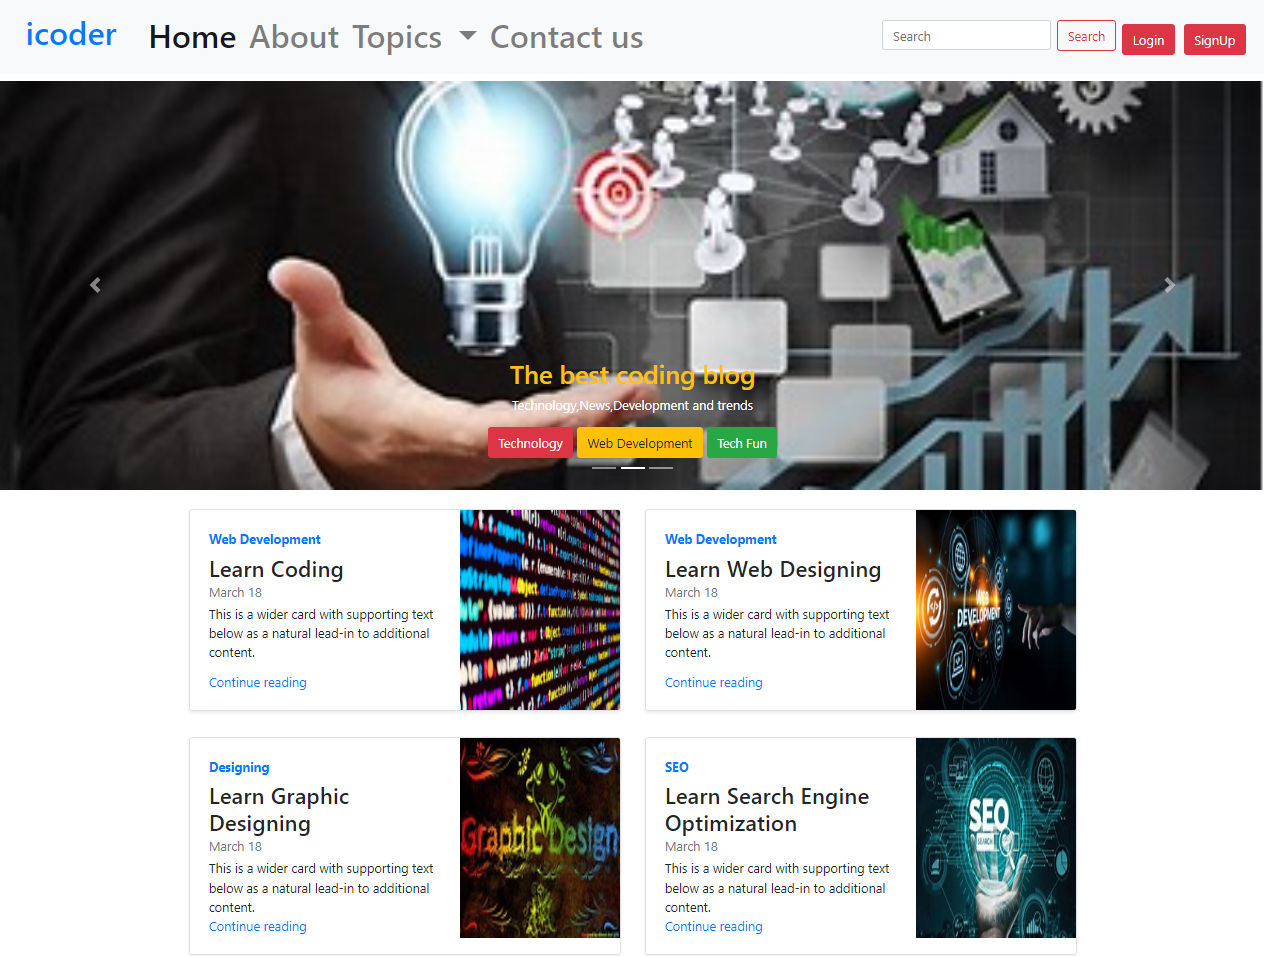 icoder Home About Topics Contact us Search Search Login SignUp
The best coding blog
Technology,News,Development and trends
Technology Web Development Tech Fun
Web Development
Learn Coding
March 18
This is a wider card with supporting text
below as a natural lead-in to additional
content.
Continue reading
Web Development
Learn Web Designing
March 18
This is a wider card with supporting text
below as a natural lead-in to additional
content.
Continue reading
WEB
DEVELOPMENT
Designing
Learn Graphic
Designing
March 18
This is a wider card with supporting text
below as a natural lead-in to additional
content.
Continue reading
Graphic Design
SEO
Learn Search Engine
Optimization
March 18
This is a wider card with supporting text
below as a natural lead-in to additional
content.
Continue reading
SEO
SEARCH